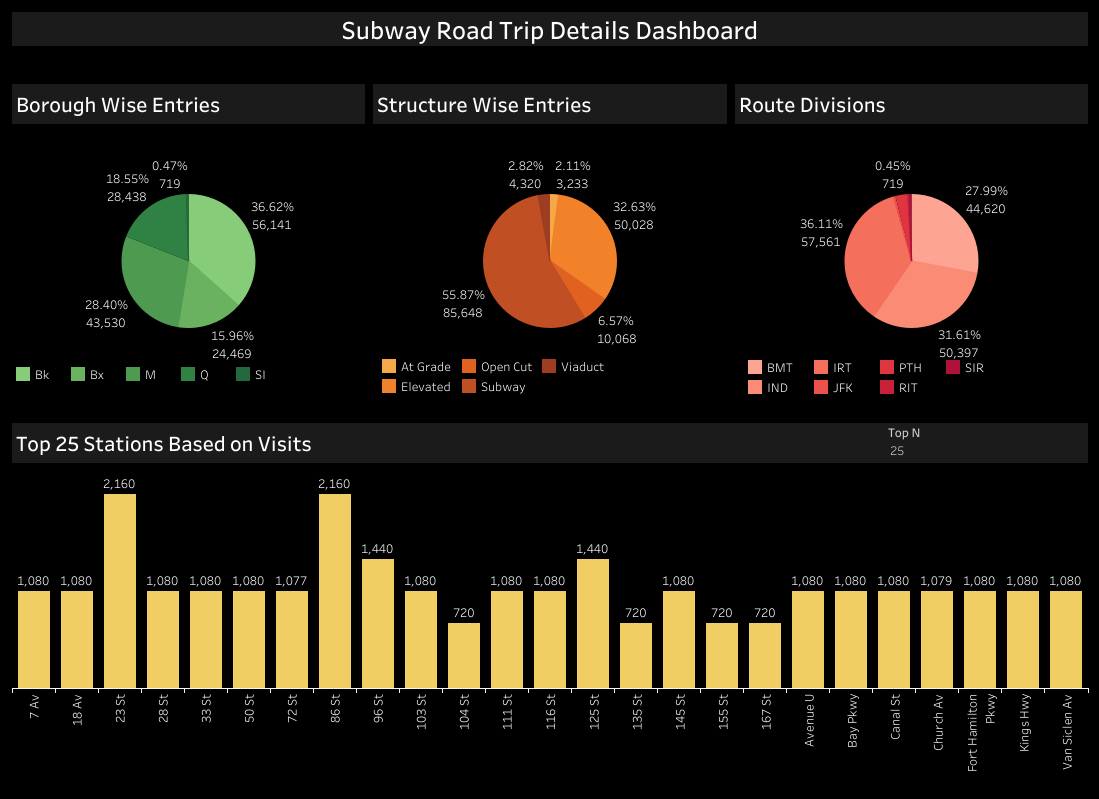 Subway Road Trip Details Dashboard
Borough Wise Entries
0.47%
719
18.55%
28,438
36.62%
56,141
28.40%
43,530
15.96%
24,469
Bk
Bx
M
Q
SI
Structure Wise Entries
2.82%
4,320
2.11%
3,233
32.63%
50,028
55.87%
85,648
6.57%
10,068
At Grade
Open Cut
Viaduct
Elevated
Subway
Route Divisions
0.45%
719
27.99%
44,620
36.11%
57,561
31.61%
50,397
BMT
IRT
PTH
SIR
IND
JFK
RIT
Top 25 Stations Based on Visits
Top N
25
1,080
1,080
2,160
1,080
1,080
1,080
1,077
2,160
1,440
1,080
720
1,080
1,080
1,440
720
1,080
720
720
1,080
1,080
1,080
1,079
1,080
1,080
1,080
7 Av
18 Av
23 St
28 St
33 St
50 St
72 St
86 St
96 St
103 St
104 St
111 St
116 St
125 St
135 St
145 St
155 St
167 St
Avenue U
Bay Pkwy
Canal St
Church Av
Fort Hamilton
Pkwy
Kings Hwy
Van Siclen Av